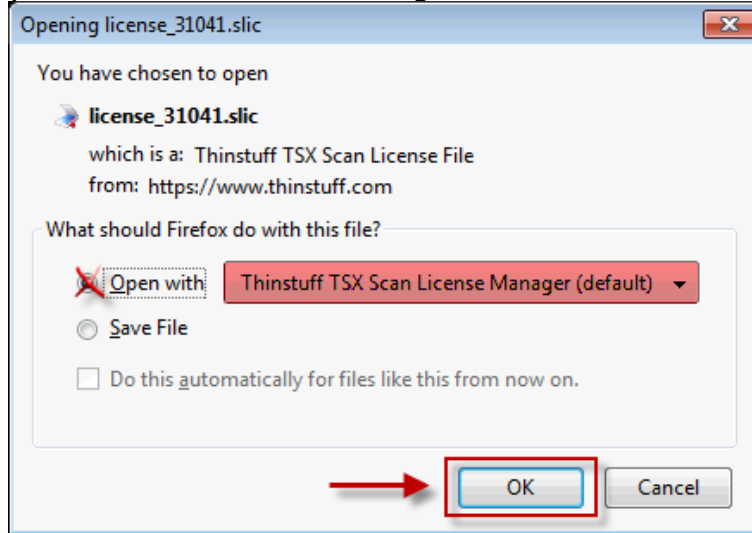 Opening license_31041.slic
You have chosen to open
license_31041.slic
which is a: Thinstuff TSX Scan License File
from: https://www.thinstuff.com
What should Firefox do with this file?
Open with Thinstuff TSX Scan License Manager (default)
Save File
Do this automatically for files like this from now on.
OK Cancel